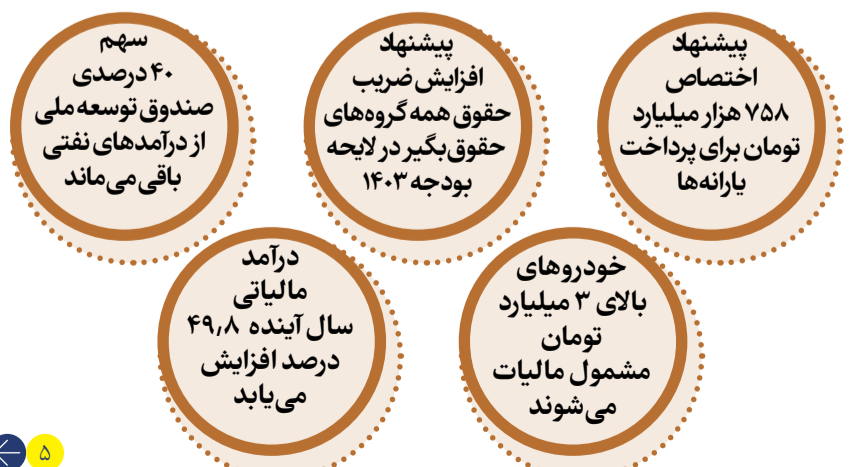 پیشنهاد
اختصاص
۷۵۸ هزار میلیارد
تومان برای پرداخت
یارانه‌ها
پیشنهاد
افزایش ضریب
حقوق همه گروه‌های
حقوق‌بگیر در لایحه
بودجه ۱۴۰۳
سهم
۴۰ درصدی
صندوق توسعه ملی
از درآمدهای نفتی
باقی می‌ماند
خودروهای
بالای ۳ میلیارد
تومان
مشمول مالیات
می‌شوند
درآمد
مالیاتی
سال آینده ۴۹٫۸
درصد افزایش
می‌یابد
۵